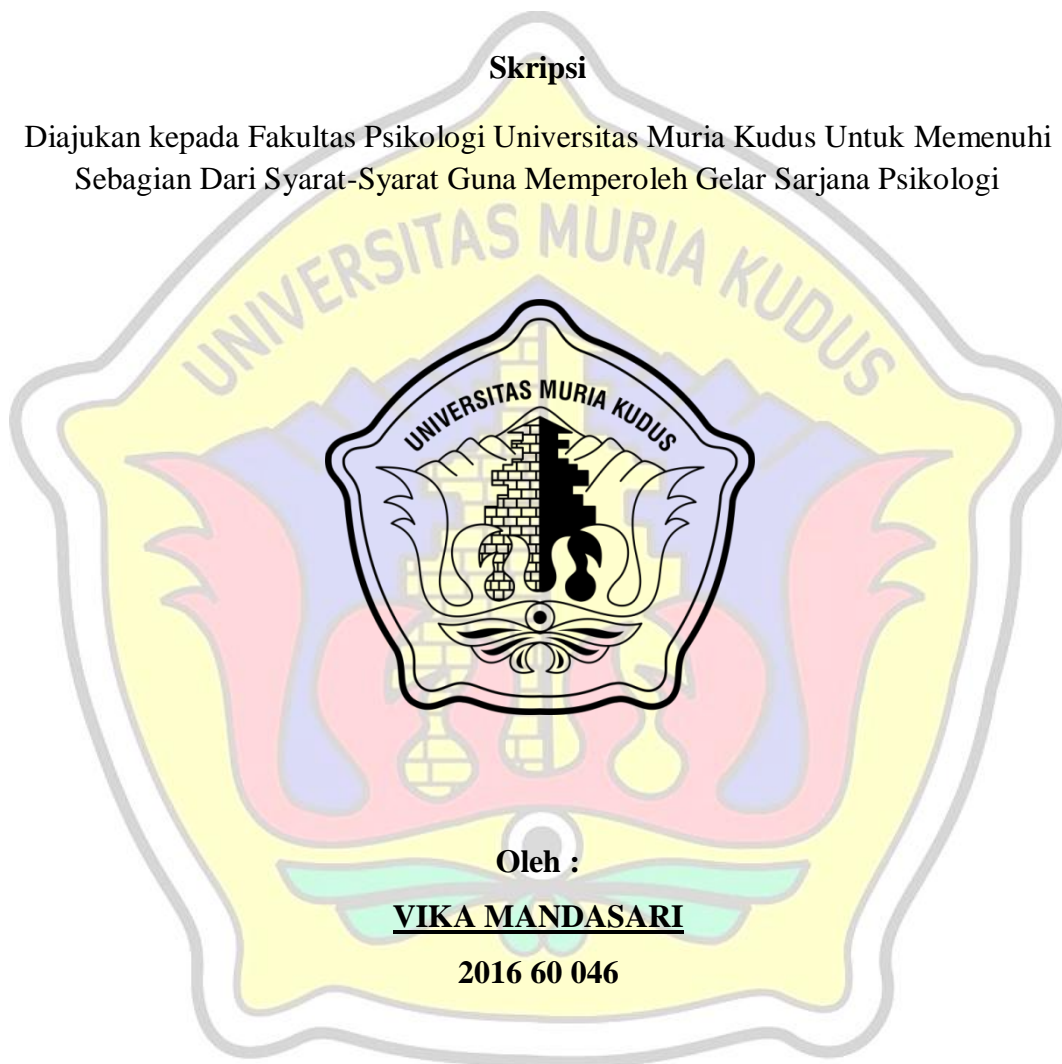 Skripsi
Diajukan kepada Fakultas Psikologi Universitas Muria Kudus Untuk Memenuhi
Sebagian Dari Syarat-Syarat Guna Memperoleh Gelar Sarjana Psikologi
UNIVERSITAS MURIA KUDUS
UNIVERSITAS MURIA KUDUS
Oleh :
VIKA MANDASARI
2016 60 046